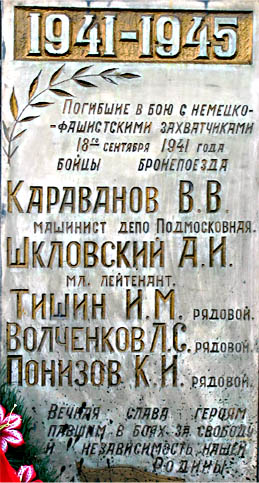 1941-1945
Погибшие в бою с немецко-
-фашистскими захватчиками
18го сентября 1941 года
бойцы бронепоезда
Караванов В.В.
машинист депо Подмосковная.
Шкловский А.И.
мл. лейтенант.
Тишин И.М. рядовой.
Волченков Л.С. рядовой.
Понизов К.И. рядовой.
Вечная слава героям
павшим в боях за свободу
и независимость нашей
Родины